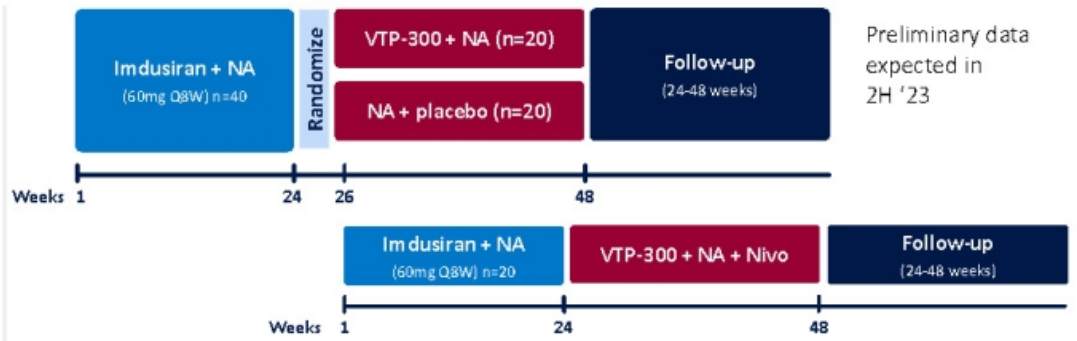 Imdusiran + NA
(60mg Q8W) n=40
Randomize
VTP-300 + NA (n=20)
NA + placebo (n=20)
Follow-up
(24-48 weeks)
Preliminary data
expected in
2H '23
Weeks 1 24 26 48
Imdusiran + NA
(60mg Q8W) n=20
VTP-300 + NA + Nivo
Follow-up
(24-48 weeks)
Weeks 1 24 48